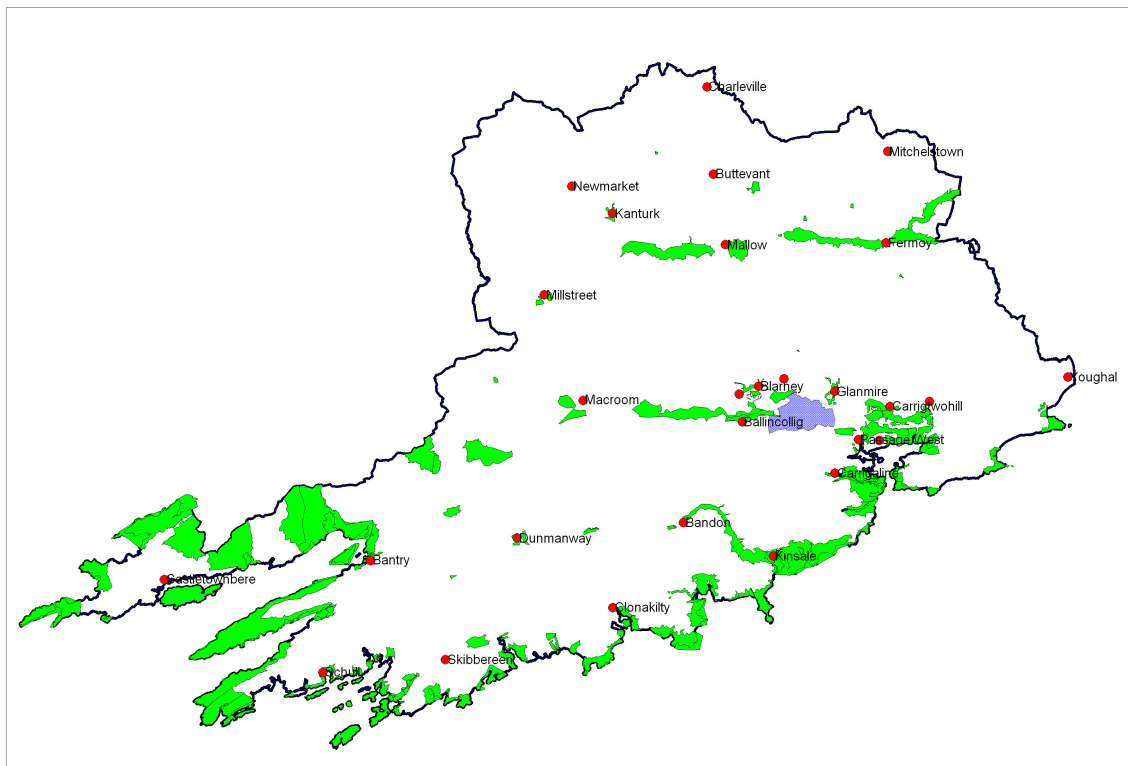 Charleville
Mitchelstown
Buttevant
Newmarket
Kanturk
Mallow
Fermoy
Millstreet
Youghal
Blarney
Glanmire
Macroom
Carrigtwohill
Ballincollig
Passage West
Carrigaline
Bandon
Dunmanway
Kinsale
Bantry
Castletownbere
Clonakilty
Skibbereen
Schull